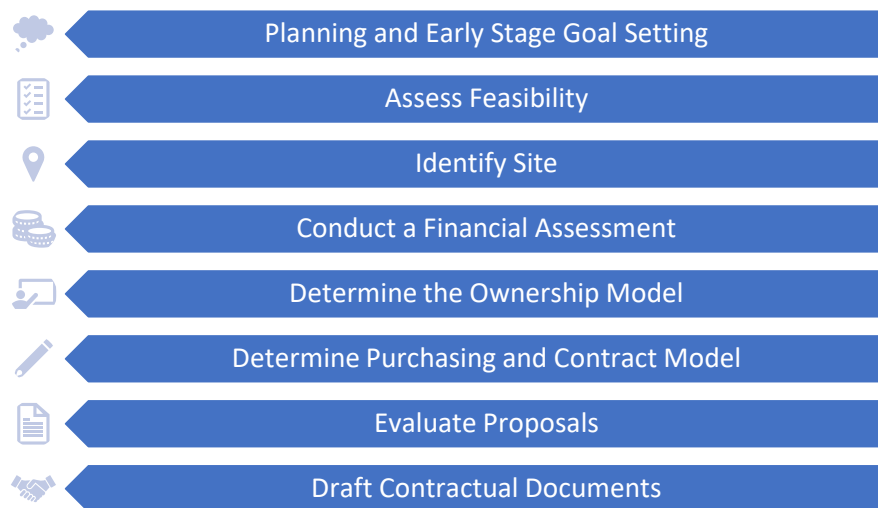 Planning and Early Stage Goal Setting
Assess Feasibility
Identify Site
Conduct a Financial Assessment
Determine the Ownership Model
Determine Purchasing and Contract Model
Evaluate Proposals
Draft Contractual Documents